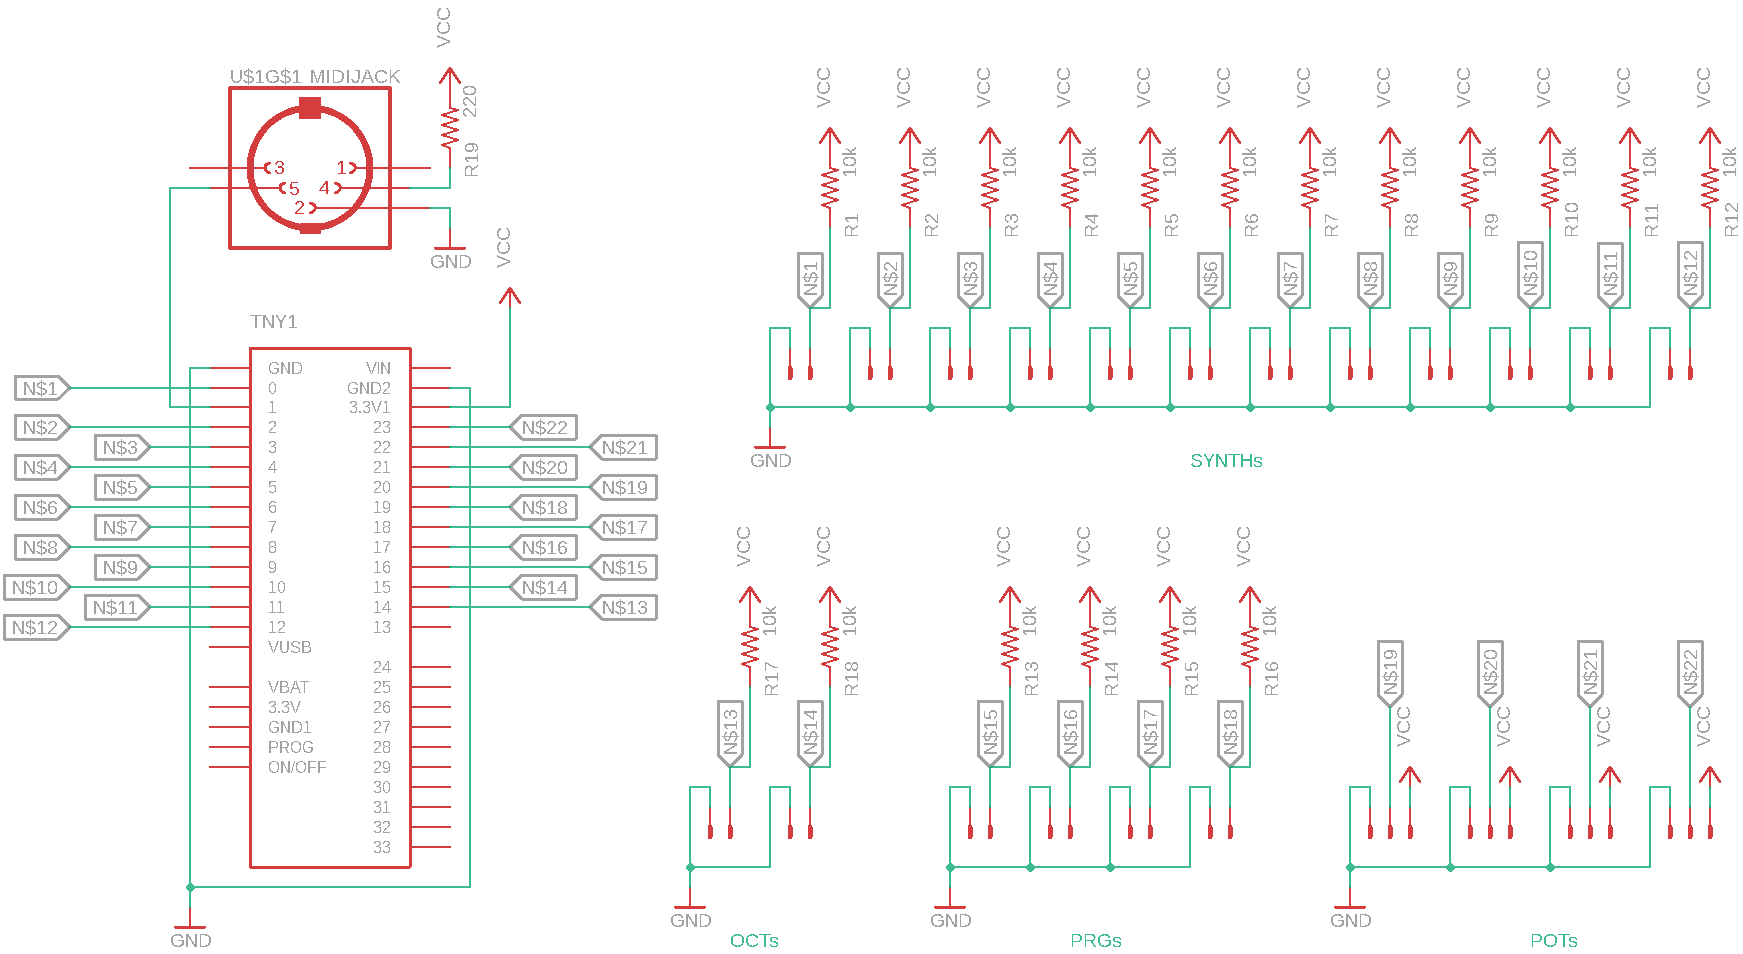 VCC
U$1G$1 MIDIJACK
220
R19
3
1
5
4
2
GND
VCC
TNY1
GND
0
1
2
3
4
5
6
7
8
9
10
11
12
VUSB
VBAT
3.3V
GND1
PROG
ON/OFF
VIN
GND2
3.3V1
23
22
21
20
19
18
17
16
15
14
13
24
25
26
27
28
29
30
31
32
33
N$1
N$2
N$3
N$4
N$5
N$6
N$7
N$8
N$9
N$10
N$11
N$12
N$22
N$21
N$20
N$19
N$18
N$17
N$16
N$15
N$14
N$13
GND
VCC VCC VCC VCC VCC VCC VCC VCC VCC VCC VCC VCC
10k 10k 10k 10k 10k 10k 10k 10k 10k 10k 10k 10k
R1 R2 R3 R4 R5 R6 R7 R8 R9 R10 R11 R12
N$1 N$2 N$3 N$4 N$5 N$6 N$7 N$8 N$9 N$10 N$11 N$12
GND
SYNTHs
VCC VCC
10k 10k
R17 R18
N$13 N$14
GND
OCTs
VCC VCC VCC VCC
10k 10k 10k 10k
R13 R14 R15 R16
N$15 N$16 N$17 N$18
GND
PRGs
N$19 N$20 N$21 N$22
VCC VCC VCC VCC
GND
POTs